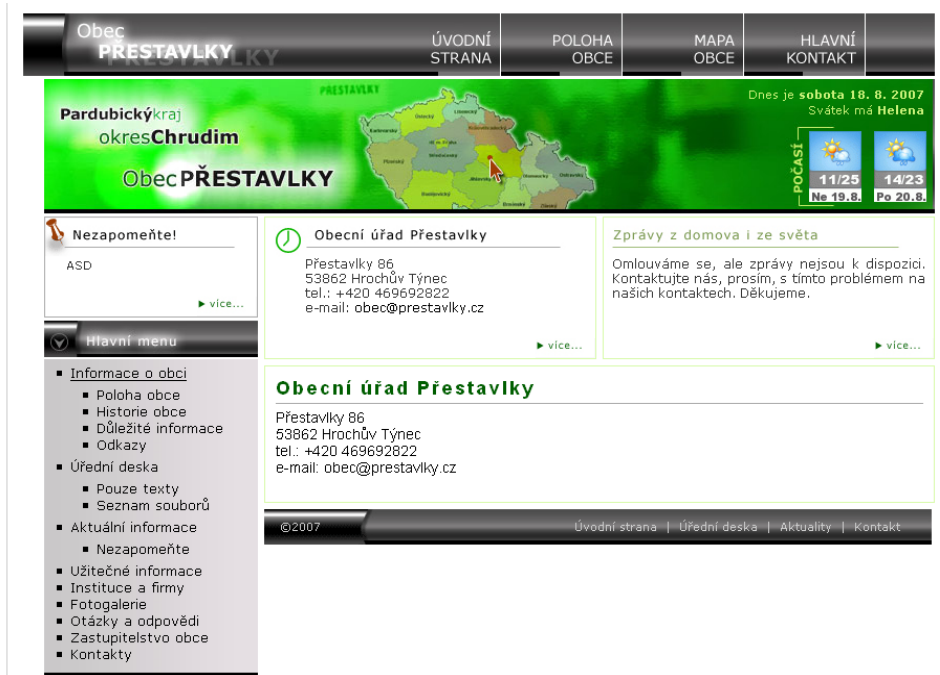 Obec
PŘESTAVLKY
ÚVODNÍ
STRANA
POLOHA
OBCE
MAPA
OBCE
HLAVNÍ
KONTAKT
Pardubickýkraj
okresChrudim
Obec PŘESTAVLKY
PŘESTAVLKY
Dnes je sobota 18. 8. 2007
Svátek má Helena
POČASÍ
11/25
Ne 19.8.
14/23
Po 20.8.
Nezapomeňte!
ASD
více...
Obecní úřad Přestavlky
Přestavlky 86
53862 Hrochův Týnec
tel.: +420 469692822
e-mail: obec@prestavlky.cz
více...
Zprávy z domova i ze světa
Omlouváme se, ale zprávy nejsou k dispozici.
Kontaktujte nás, prosím, s tímto problémem na
našich kontaktech. Děkujeme.
více...
Hlavní menu
Informace o obci
Poloha obce
Historie obce
Důležité informace
Odkazy
Úřední deska
Pouze texty
Seznam souborů
Aktuální informace
Nezapomeňte
Užitečné informace
Instituce a firmy
Fotogalerie
Otázky a odpovědi
Zastupitelstvo obce
Kontakty
Obecní úřad Přestavlky
Přestavlky 86
53862 Hrochův Týnec
tel.: +420 469692822
e-mail: obec@prestavlky.cz
©2007
Úvodní strana | Úřední deska | Aktuality | Kontakt